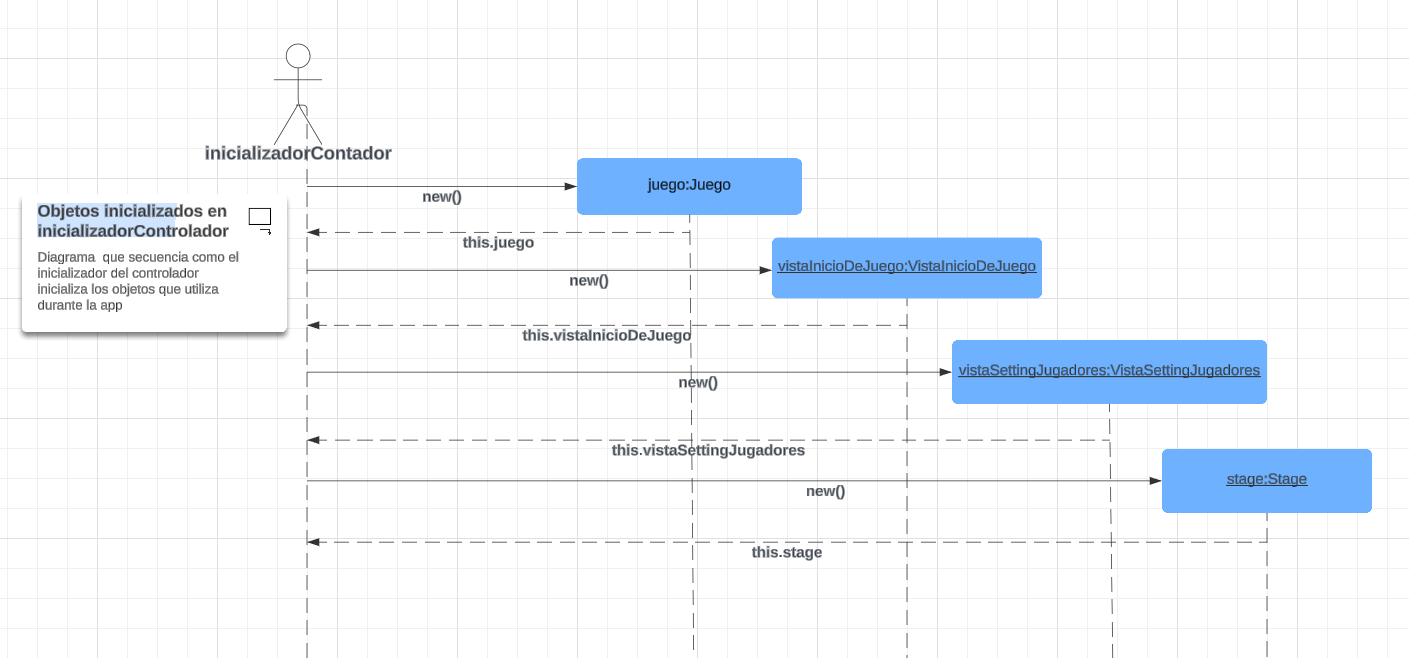 inicializadorContador
juego:Juego
new()
Objetos inicializados en
inicializadorControlador
Diagrama que secuencia como el
inicializador del controlador
inicializa los objetos que utiliza
durante la app
this.juego
vistaInicioDeJuego:VistaInicioDeJuego
new()
this.vistaInicioDeJuego
vistaSettingJugadores:VistaSettingJugadores
new()
this.vistaSettingJugadores
stage:Stage
new()
this.stage